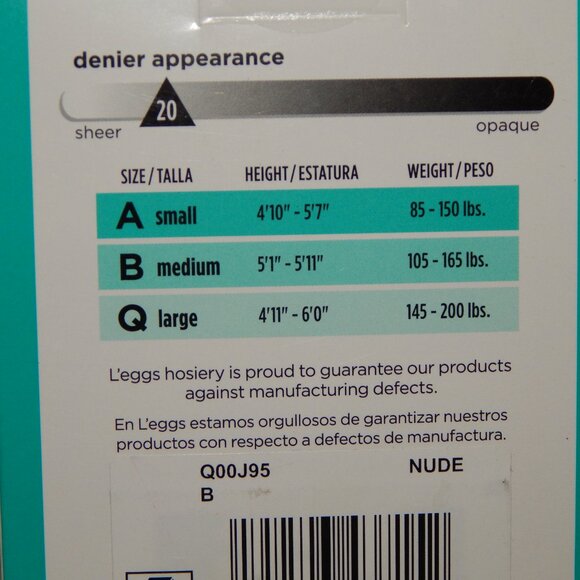 denier appearance
20
sheer
opaque
SIZE/TALLA HEIGHT/ESTATURA WEIGHT/PESO
A small 4'10" - 5'7" 85 - 150 lbs.
B medium 5'1" - 5'11" 105 - 165 lbs.
Q large 4'11" - 6'0" 145 - 200 lbs.
L'eggs hosiery is proud to guarantee our products
against manufacturing defects.
En L'eggs estamos orgullosos de garantizar nuestros
productos con respecto a defectos de manufactura.
Q00J95 NUDE
B